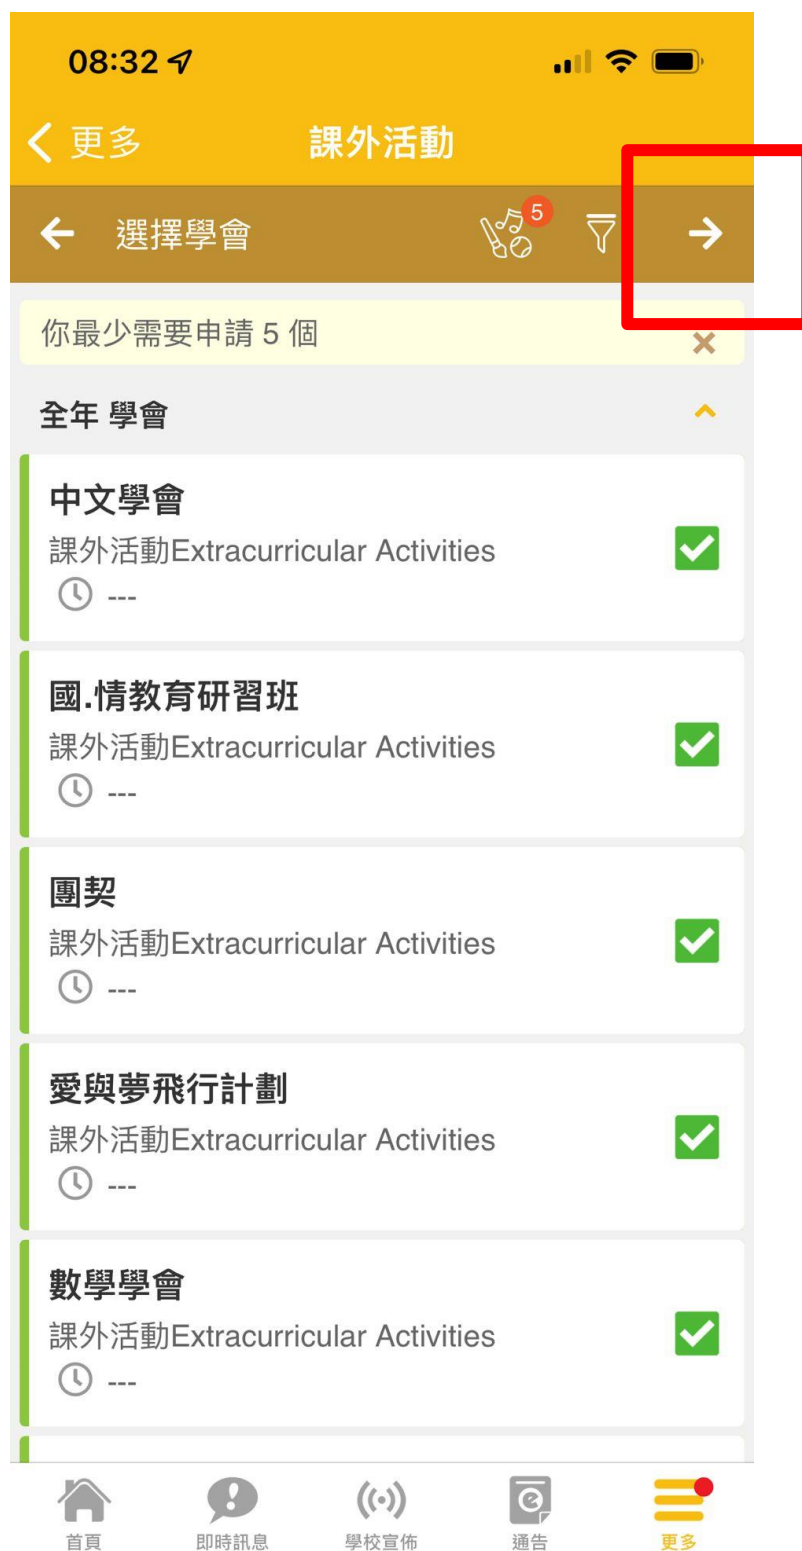 08:32
更多
課外活動
選擇學會
5
你最少需要申請 5 個
全年 學會
中文學會
課外活動Extracurricular Activities
---
國.情教育研習班
課外活動Extracurricular Activities
---
團契
課外活動Extracurricular Activities
---
愛與夢飛行計劃
課外活動Extracurricular Activities
---
數學學會
課外活動Extracurricular Activities
---
首頁
即時訊息
學校宣佈
通告
更多